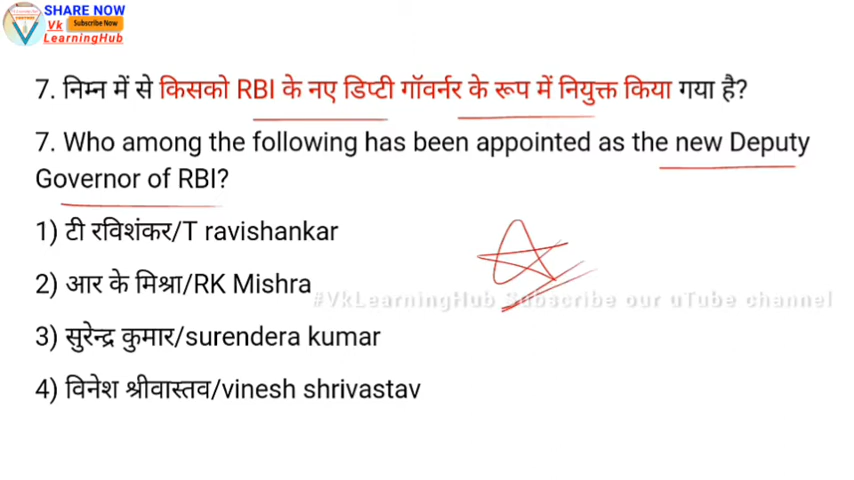 SHARE NOW
Vk Subscribe Now
LearningHub
7. निम्न में से किसको RBI के नए डिप्टी गॉवर्नर के रूप में नियुक्त किया गया है?
7. Who among the following has been appointed as the new Deputy
Governor of RBI?
1) टी रविशंकर/T ravishankar
2) आर के मिश्रा/RK Mishra
#VkLearningHub Subscribe our uTube channel
3) सुरेन्द्र कुमार/surendera kumar
4) विनेश श्रीवास्तव/vinesh shrivastav